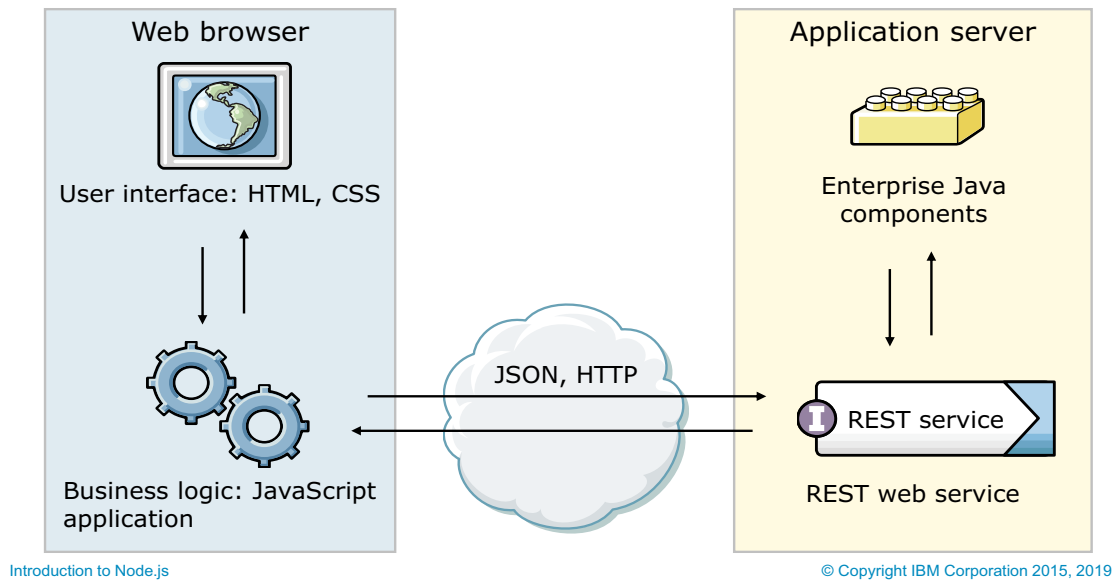 Web browser
User interface: HTML, CSS
Business logic: JavaScript
application
JSON, HTTP
Application server
Enterprise Java
components
I
REST service
REST web service
Introduction to Node.js
© Copyright IBM Corporation 2015, 2019